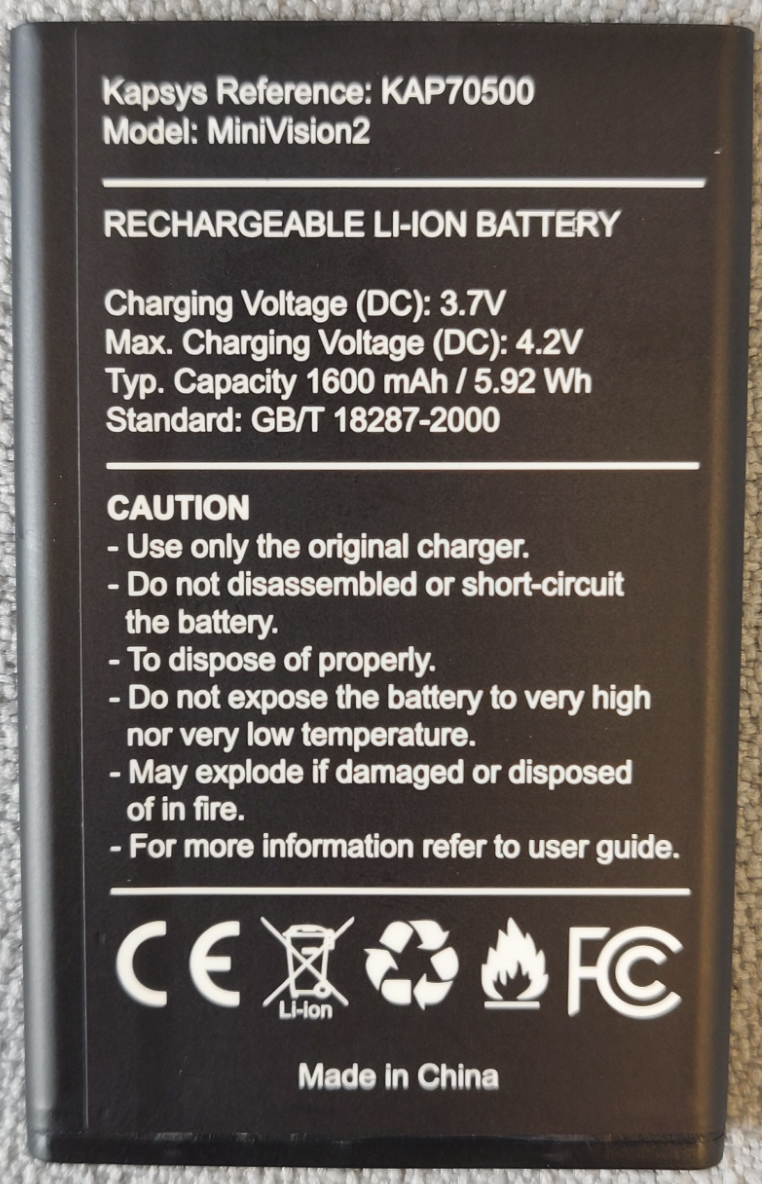 Kapsys Reference: KAP70500
Model: MiniVision2
RECHARGEABLE LI-ION BATTERY
Charging Voltage (DC): 3.7V
Max. Charging Voltage (DC): 4.2V
Typ. Capacity 1600 mAh / 5.92 Wh
Standard: GB/T 18287-2000
CAUTION
- Use only the original charger.
- Do not disassembled or short-circuit
the battery.
- To dispose of properly.
- Do not expose the battery to very high
nor very low temperature.
- May explode if damaged or disposed
of in fire.
- For more information refer to user guide.
CE FC
Li-ion
Made in China